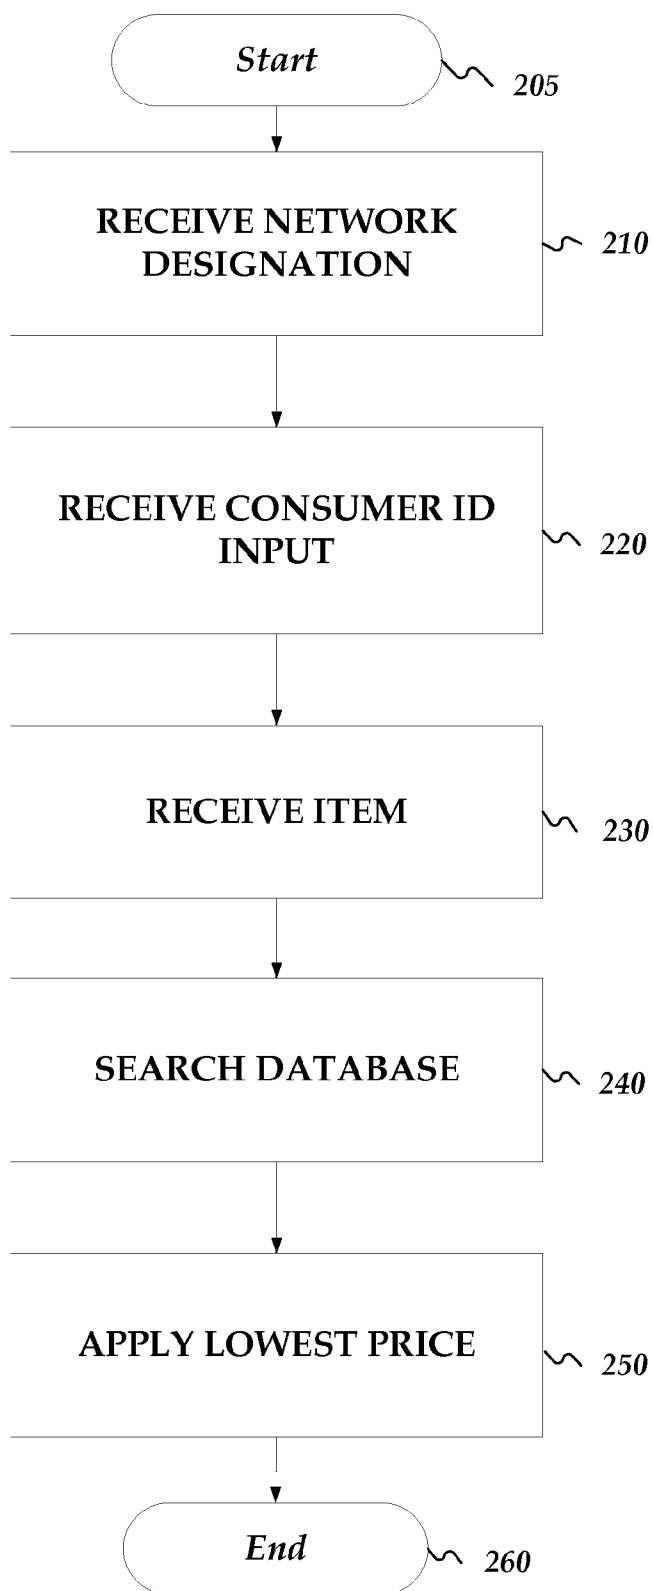 Start
205
RECEIVE NETWORK
DESIGNATION
210
RECEIVE CONSUMER ID
INPUT
220
RECEIVE ITEM
230
SEARCH DATABASE
240
APPLY LOWEST PRICE
250
End
260